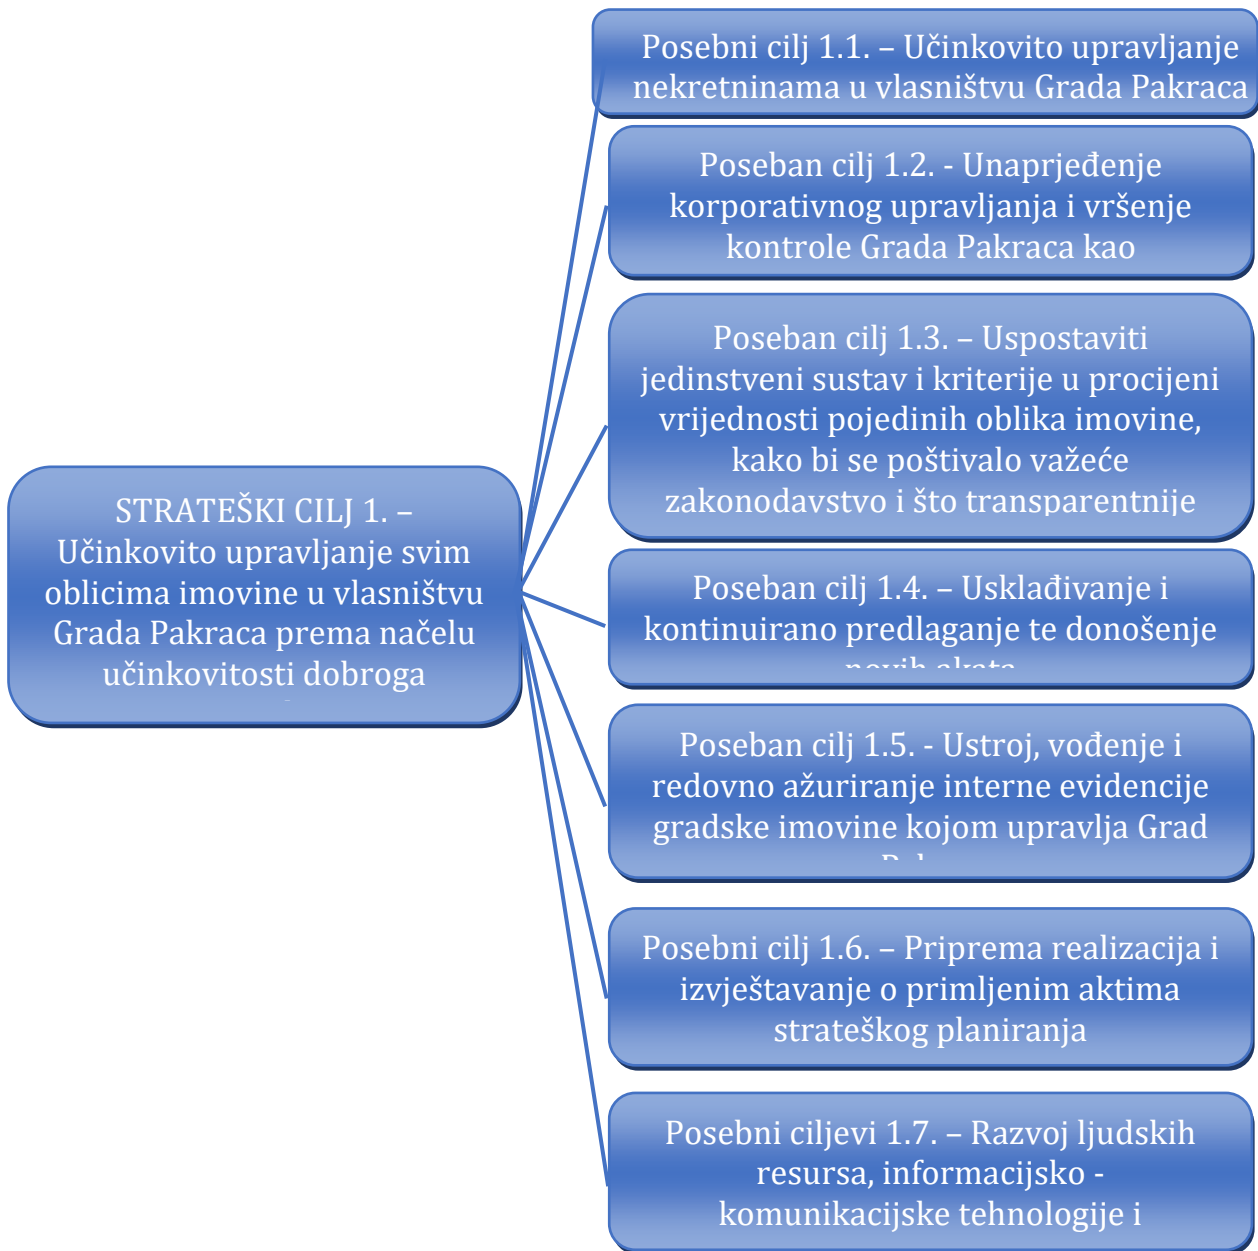 STRATEŠKI CILJ 1. –
Učinkovito upravljanje svim
oblicima imovine u vlasništvu
Grada Pakraca prema načelu
učinkovitosti dobroga
Posebni cilj 1.1. – Učinkovito upravljanje
nekretninama u vlasništvu Grada Pakraca
Poseban cilj 1.2. - Unaprjeđenje
korporativnog upravljanja i vršenje
kontrole Grada Pakraca kao
Poseban cilj 1.3. – Uspostaviti
jedinstveni sustav i kriterije u procijeni
vrijednosti pojedinih oblika imovine,
kako bi se poštivalo važeće
zakonodavstvo i što transparentnije
Poseban cilj 1.4. – Usklađivanje i
kontinuirano predlaganje te donošenje
novih akata
Poseban cilj 1.5. - Ustroj, vođenje i
redovno ažuriranje interne evidencije
gradske imovine kojom upravlja Grad
Posebni cilj 1.6. – Priprema realizacija i
izvještavanje o primljenim aktima
strateškog planiranja
Posebni ciljevi 1.7. – Razvoj ljudskih
resursa, informacijsko -
komunikacijske tehnologije i